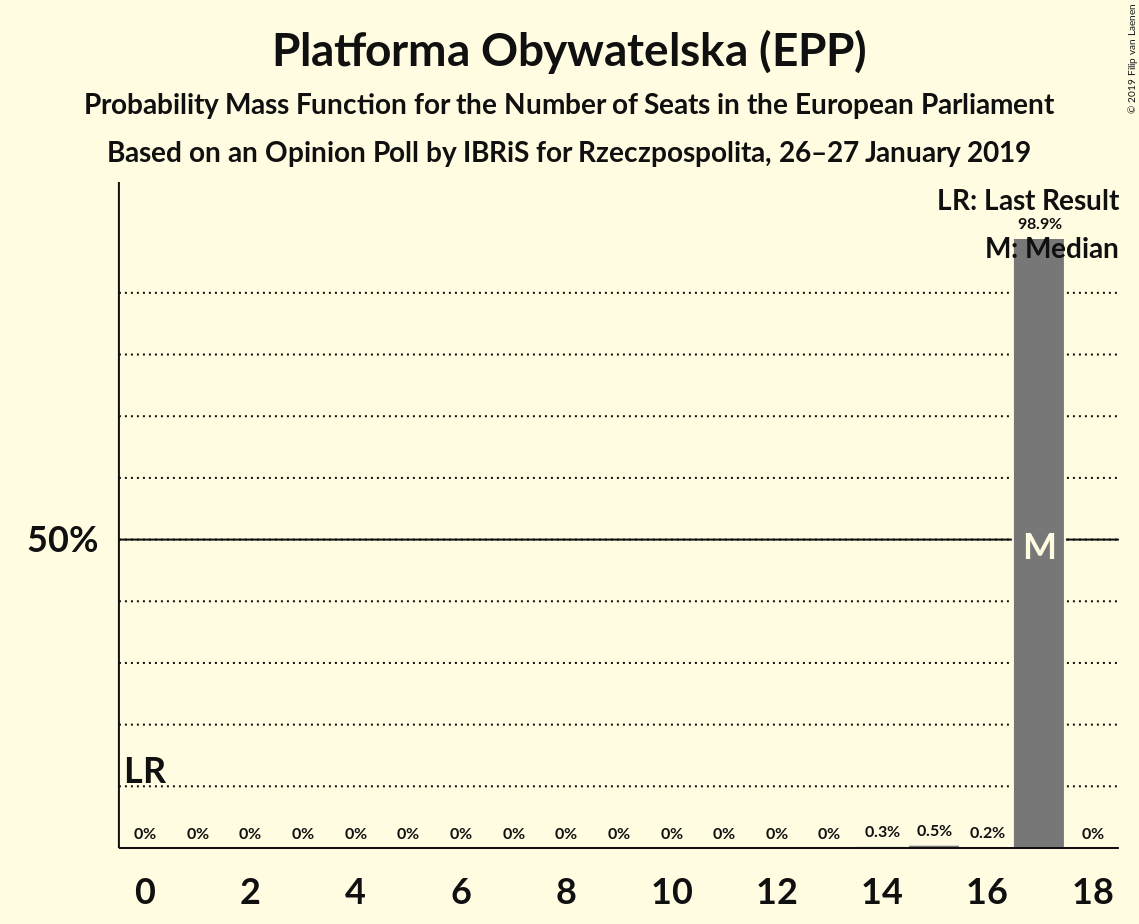 Platforma Obywatelska (EPP)
Probability Mass Function for the Number of Seats in the European Parliament
Based on an Opinion Poll by IBRiS for Rzeczpospolita, 26–27 January 2019
© 2019 Filip van Laenen
LR: Last Result
98.9%
M: Median
50%
M
LR
0% 0% 0% 0% 0% 0% 0% 0% 0% 0% 0% 0% 0% 0% 0.3% 0.5% 0.2% 0%
0 2 4 6 8 10 12 14 16 18